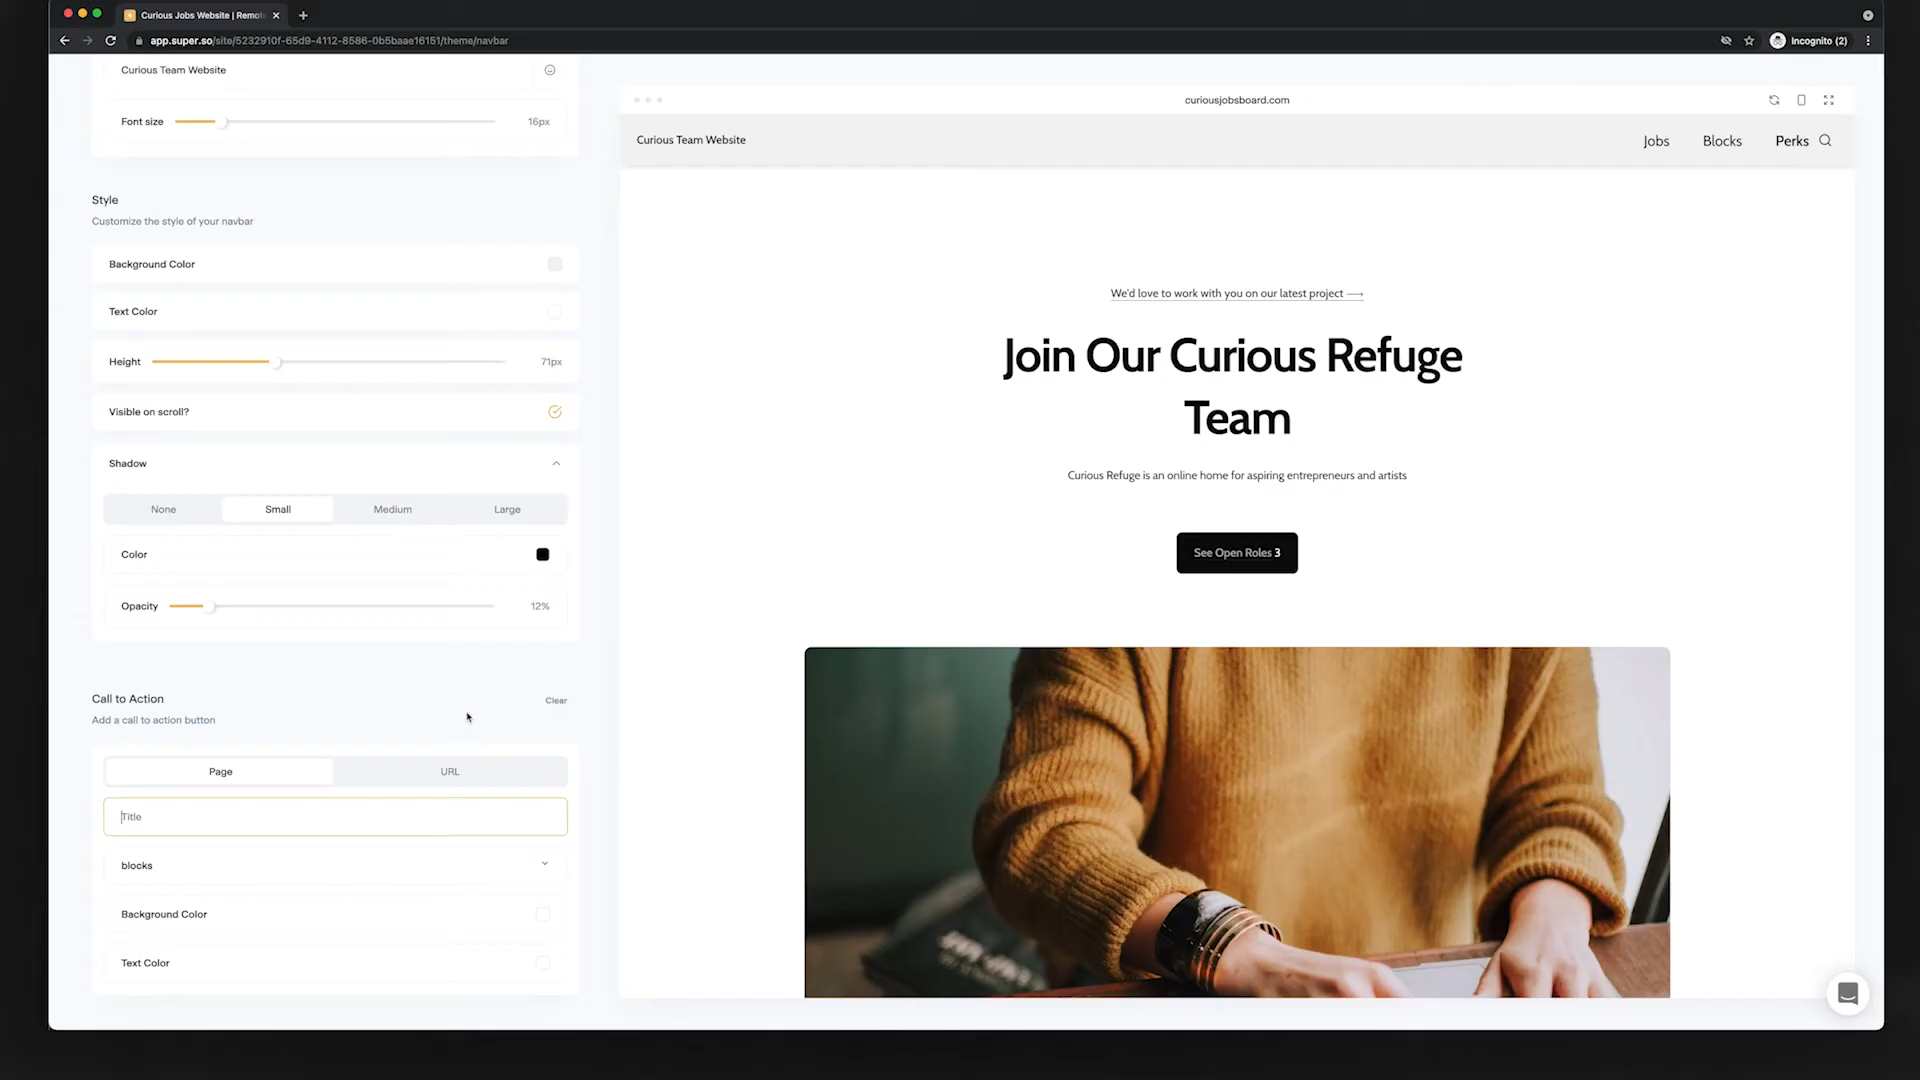 Curious Jobs Website | Remot
app.super.so/site/5232910f-65d9-4112-8586-0b5baae16151/theme/navbar
Incognito (2)
Curious Team Website
Font size
16px
Style
Customize the style of your navbar
Background Color
Text Color
Height
71px
Visible on scroll?
Shadow
None
Small
Medium
Large
Color
Opacity
12%
Call to Action
Clear
Add a call to action button
Page
URL
Title
blocks
Background Color
Text Color
curiousjobsboard.com
Curious Team Website
Jobs
Blocks
Perks
We'd love to work with you on our latest project ⟶
Join Our Curious Refuge
Team
Curious Refuge is an online home for aspiring entrepreneurs and artists
See Open Roles 3